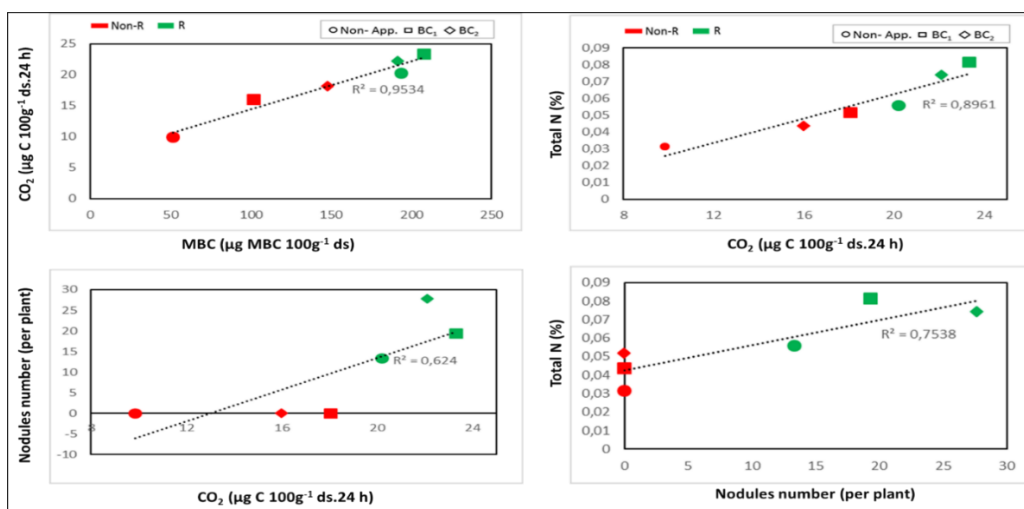 Non-R R
Non- App. BC₁ BC₂
CO₂ (µg C 100g⁻¹ ds.24 h)
25
20
15
10
5
0
R² = 0,9534
0 50 100 150 200 250
MBC (µg MBC 100g⁻¹ ds)
Non-R R
Non- App. BC₁ BC₂
Total N (%)
0,09
0,08
0,07
0,06
0,05
0,04
0,03
0,02
0,01
0
R² = 0,8961
8 12 16 20 24
CO₂ (µg C 100g⁻¹ ds.24 h)
Nodules number (per plant)
30
25
20
15
10
5
0
-5
-10
R² = 0,624
8 12 16 20 24
CO₂ (µg C 100g⁻¹ ds.24 h)
Total N (%)
0,09
0,08
0,07
0,06
0,05
0,04
0,03
0,02
0,01
0
R² = 0,7538
0 5 10 15 20 25 30
Nodules number (per plant)